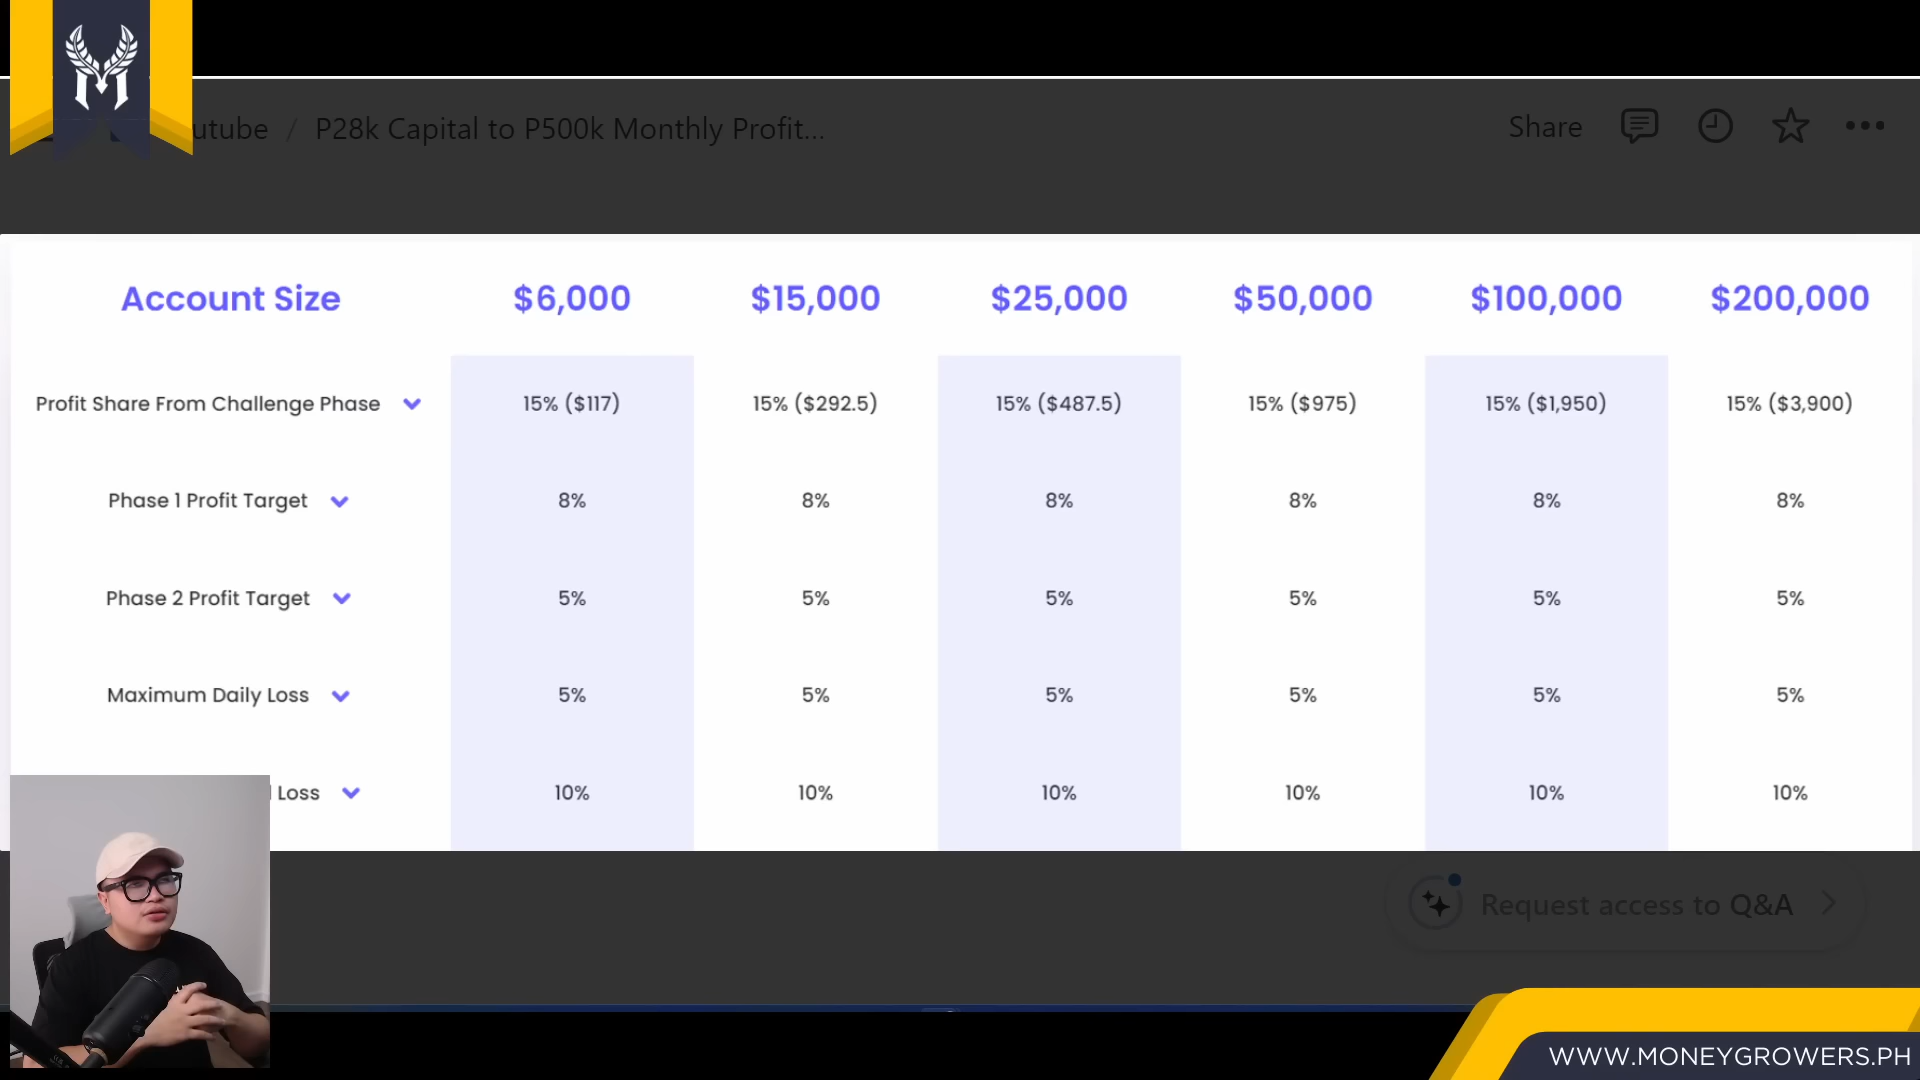 utube / P28k Capital to P500k Monthly Profit...
Share
Account Size $6,000 $15,000 $25,000 $50,000 $100,000 $200,000
Profit Share From Challenge Phase 15% ($117) 15% ($292.5) 15% ($487.5) 15% ($975) 15% ($1,950) 15% ($3,900)
Phase 1 Profit Target 8% 8% 8% 8% 8% 8%
Phase 2 Profit Target 5% 5% 5% 5% 5% 5%
Maximum Daily Loss 5% 5% 5% 5% 5% 5%
Loss 10% 10% 10% 10% 10% 10%
Request access to Q&A
WWW.MONEYGROWERS.PH